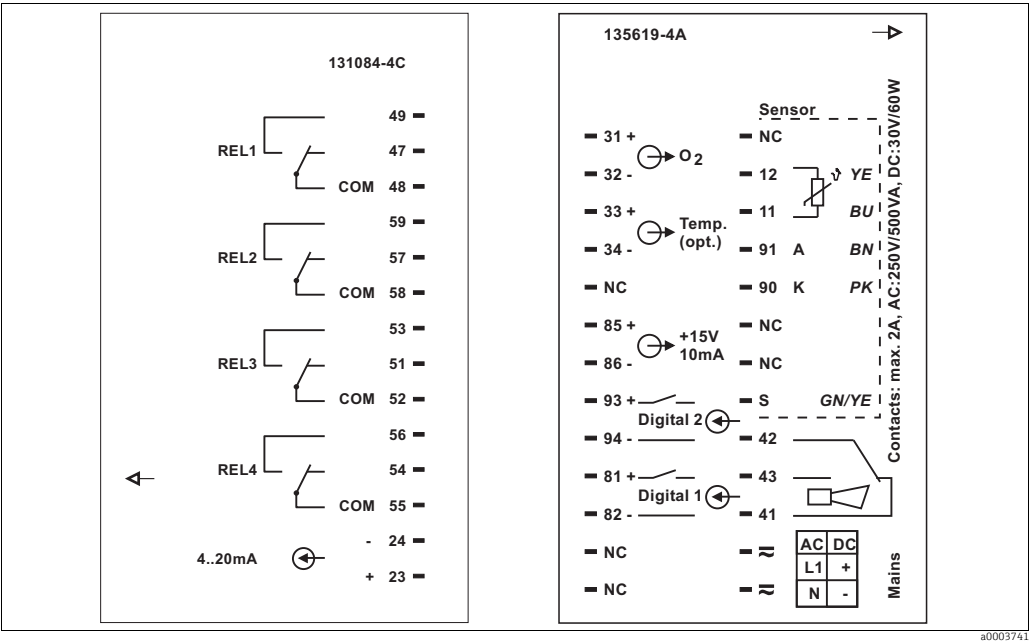 131084-4C
49
REL1
47
COM 48
59
REL2
57
COM 58
53
REL3
51
COM 52
56
REL4
54
COM 55
- 24
4..20mA
+ 23
135619-4A
Sensor
31 +
O2
32 -
33 +
Temp.
(opt.)
34 -
NC
85 +
+15V
10mA
86 -
93 +
Digital 2
94 -
81 +
Digital 1
82 -
NC
NC
NC
12 ϑ YE
11 BU
91 A BN
90 K PK
NC
NC
S GN/YE
42
43
41
≂ AC DC
L1 +
≂ N -
Contacts: max. 2A, AC:250V/500VA, DC:30V/60W
Mains
a0003741